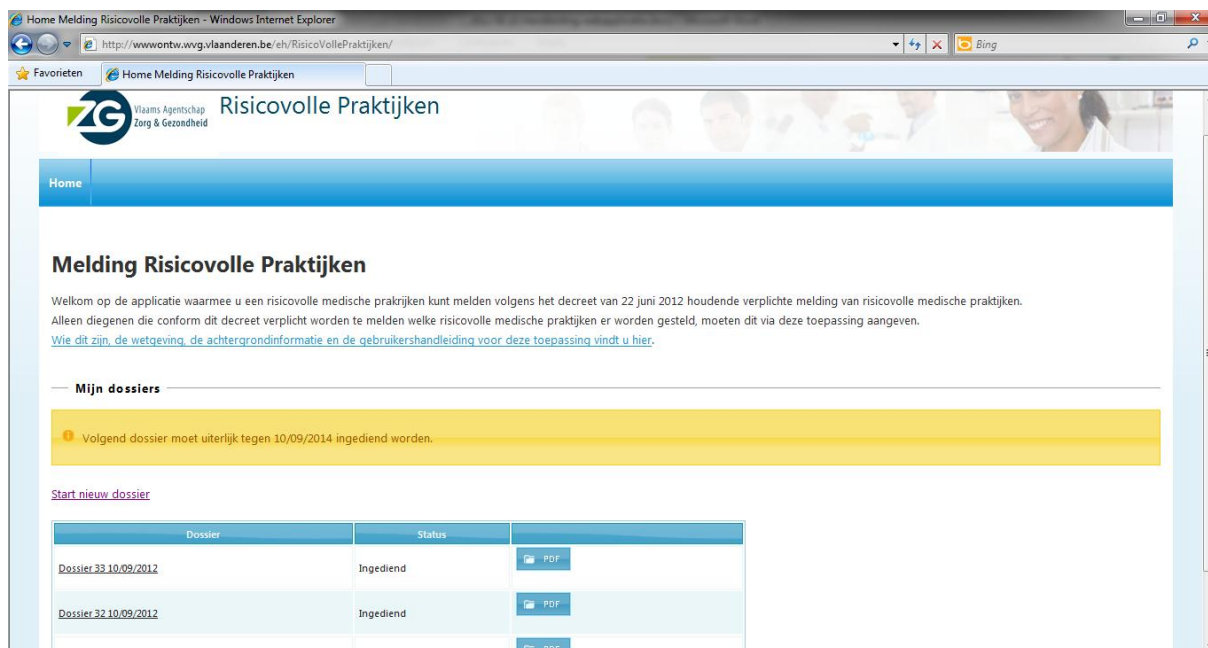 Home Melding Risicovolle Praktijken - Windows Internet Explorer
http://wwwontw.wvg.vlaanderen.be/eh/RisicoVollePraktijken/
Bing
Favorieten
Home Melding Risicovolle Praktijken
ZG
Vlaams Agentschap
Zorg & Gezondheid
Risicovolle Praktijken
Home
Melding Risicovolle Praktijken
Welkom op de applicatie waarmee u een risicovolle medische prakrijken kunt melden volgens het decreet van 22 juni 2012 houdende verplichte melding van risicovolle medische praktijken.
Alleen diegenen die conform dit decreet verplicht worden te melden welke risicovolle medische praktijken er worden gesteld, moeten dit via deze toepassing aangeven.
Wie dit zijn, de wetgeving, de achtergrondinformatie en de gebruikershandleiding voor deze toepassing vindt u hier.
Mijn dossiers
Volgend dossier moet uiterlijk tegen 10/09/2014 ingediend worden.
Start nieuw dossier
Dossier Status
Dossier 33 10/09/2012 Ingediend PDF
Dossier 32 10/09/2012 Ingediend PDF
PDF